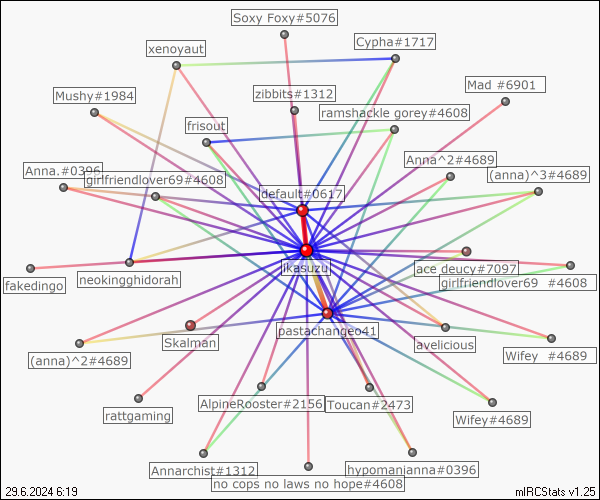 Soxy Foxy#5076
Cypha#1717
xenoyaut
Mad #6901
Mushy#1984
zibbits#1312
ramshackle gorey#4608
frisout
Anna^2#4689
Anna.#0396
(anna)^3#4689
girlfriendlover69#4608
default#0617
ikasuzu
ace deucy#7097
fakedingo
neokingghidorah
girlfriendlover69 #4608
pastachangeo41
Skalman
avelicious
(anna)^2#4689
Wifey #4689
AlpineRooster#2156
Toucan#2473
rattgaming
Wifey#4689
Annarchist#1312
hypomanianna#0396
no cops no laws no hope#4608
29.6.2024 6:19
mIRCStats v1.25